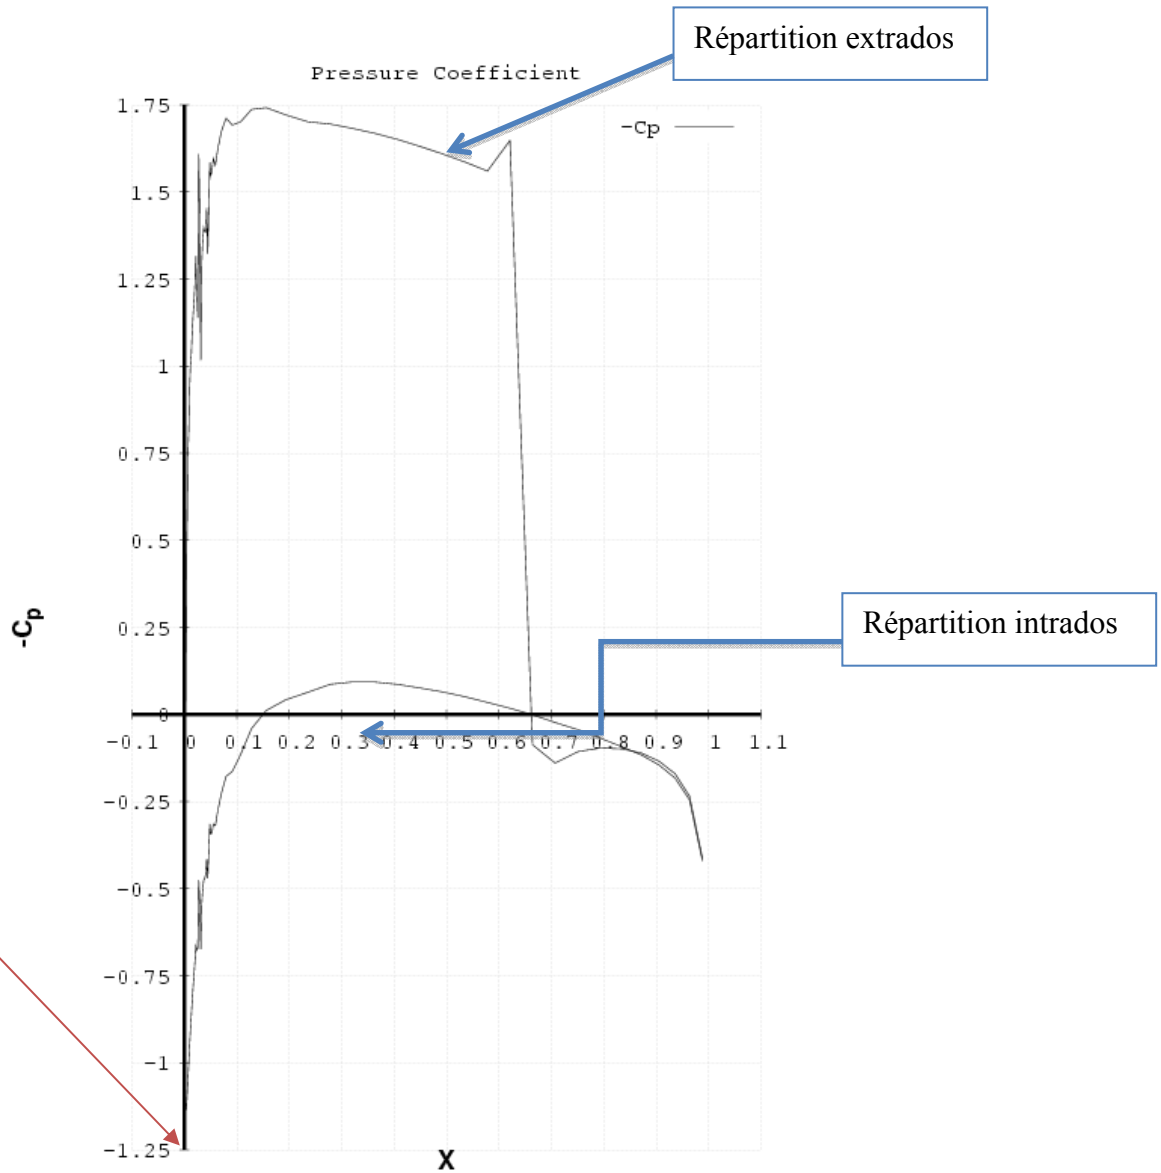 Répartition extrados
Pressure Coefficient
-Cp
1.75
1.5
1.25
1
0.75
0.5
0.25
0
-0.25
-0.5
-0.75
-1
-1.25
-0.1 0 0.1 0.2 0.3 0.4 0.5 0.6 0.7 0.8 0.9 1 1.1
-Cp
Répartition intrados
X